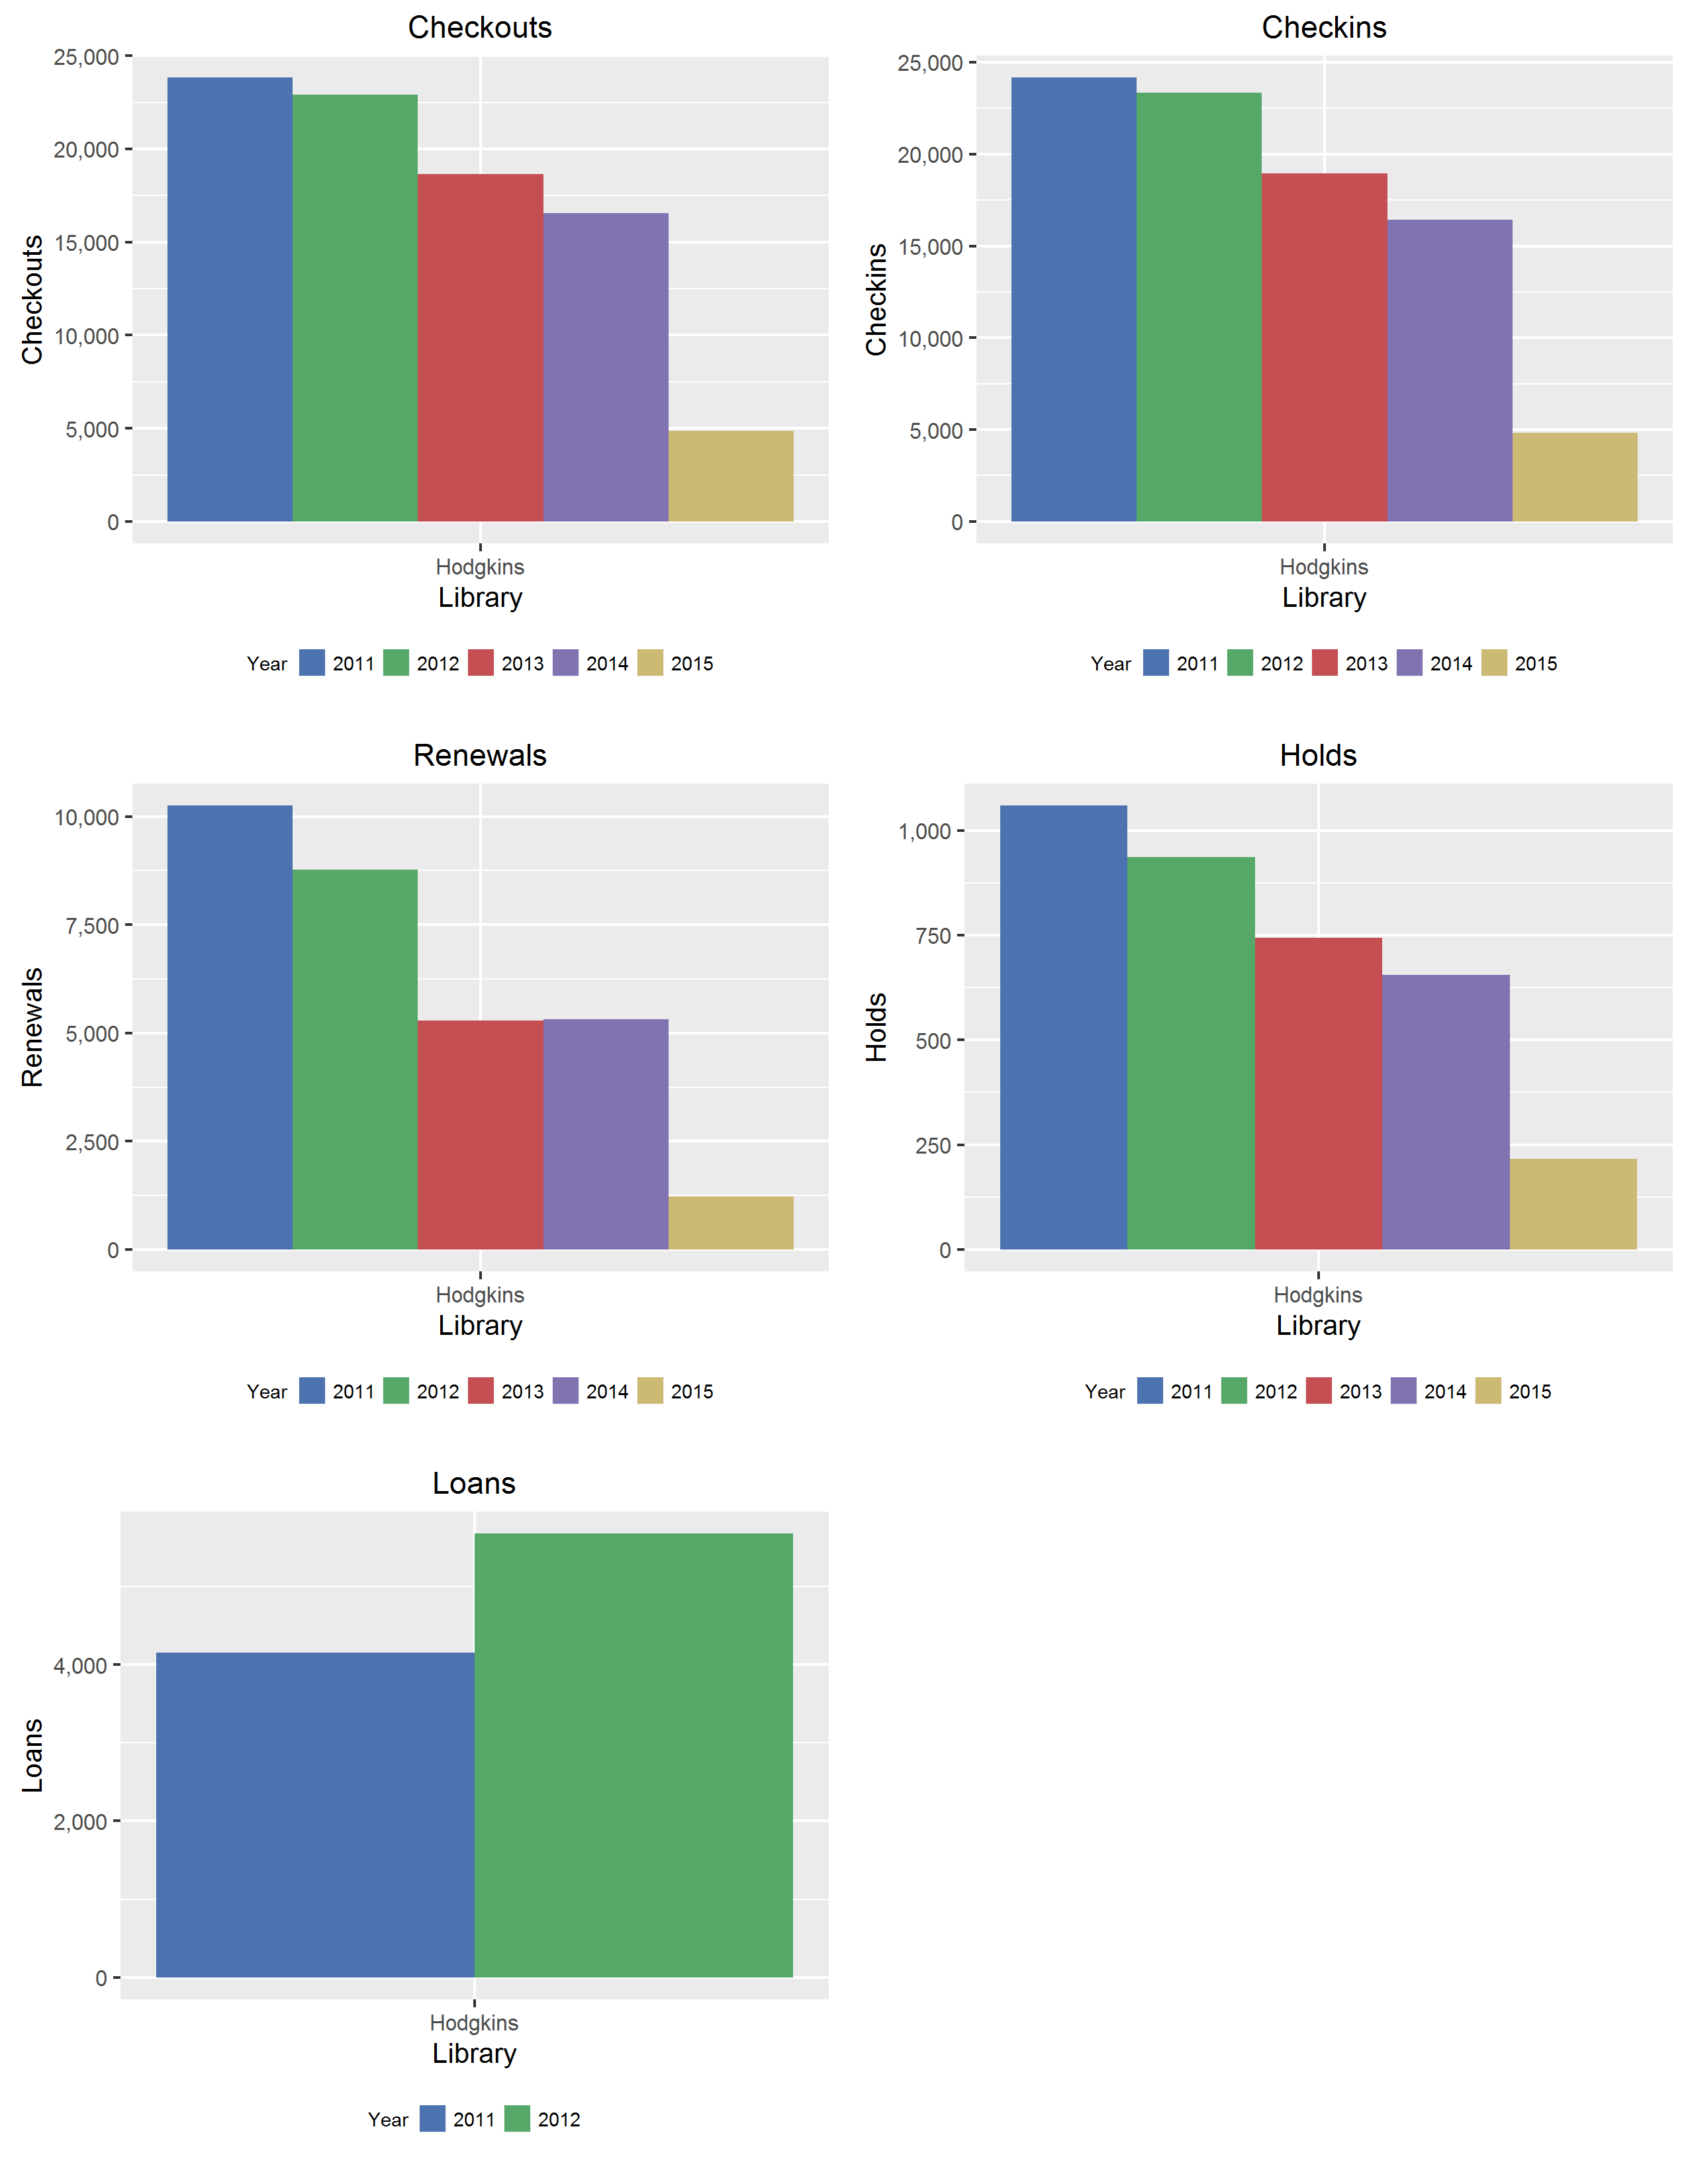 Checkouts
25,000
20,000
15,000
10,000
5,000
0
Checkouts
Hodgkins
Library
Year 2011 2012 2013 2014 2015
Checkins
25,000
20,000
15,000
10,000
5,000
0
Checkins
Hodgkins
Library
Year 2011 2012 2013 2014 2015
Renewals
10,000
7,500
5,000
2,500
0
Renewals
Hodgkins
Library
Year 2011 2012 2013 2014 2015
Holds
1,000
750
500
250
0
Holds
Hodgkins
Library
Year 2011 2012 2013 2014 2015
Loans
4,000
2,000
0
Loans
Hodgkins
Library
Year 2011 2012